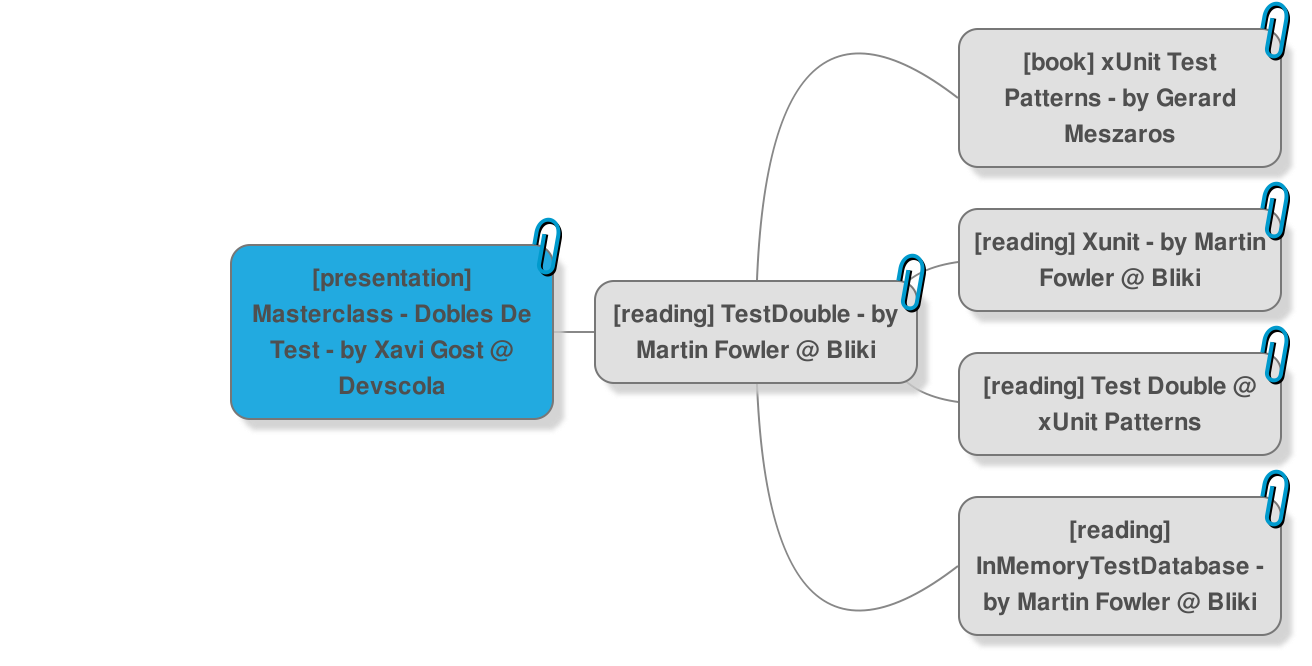 [presentation]
Masterclass - Dobles De
Test - by Xavi Gost @
Devscola
[reading] TestDouble - by
Martin Fowler @ Bliki
[book] xUnit Test
Patterns - by Gerard
Meszaros
[reading] Xunit - by Martin
Fowler @ Bliki
[reading] Test Double @
xUnit Patterns
[reading]
InMemoryTestDatabase -
by Martin Fowler @ Bliki